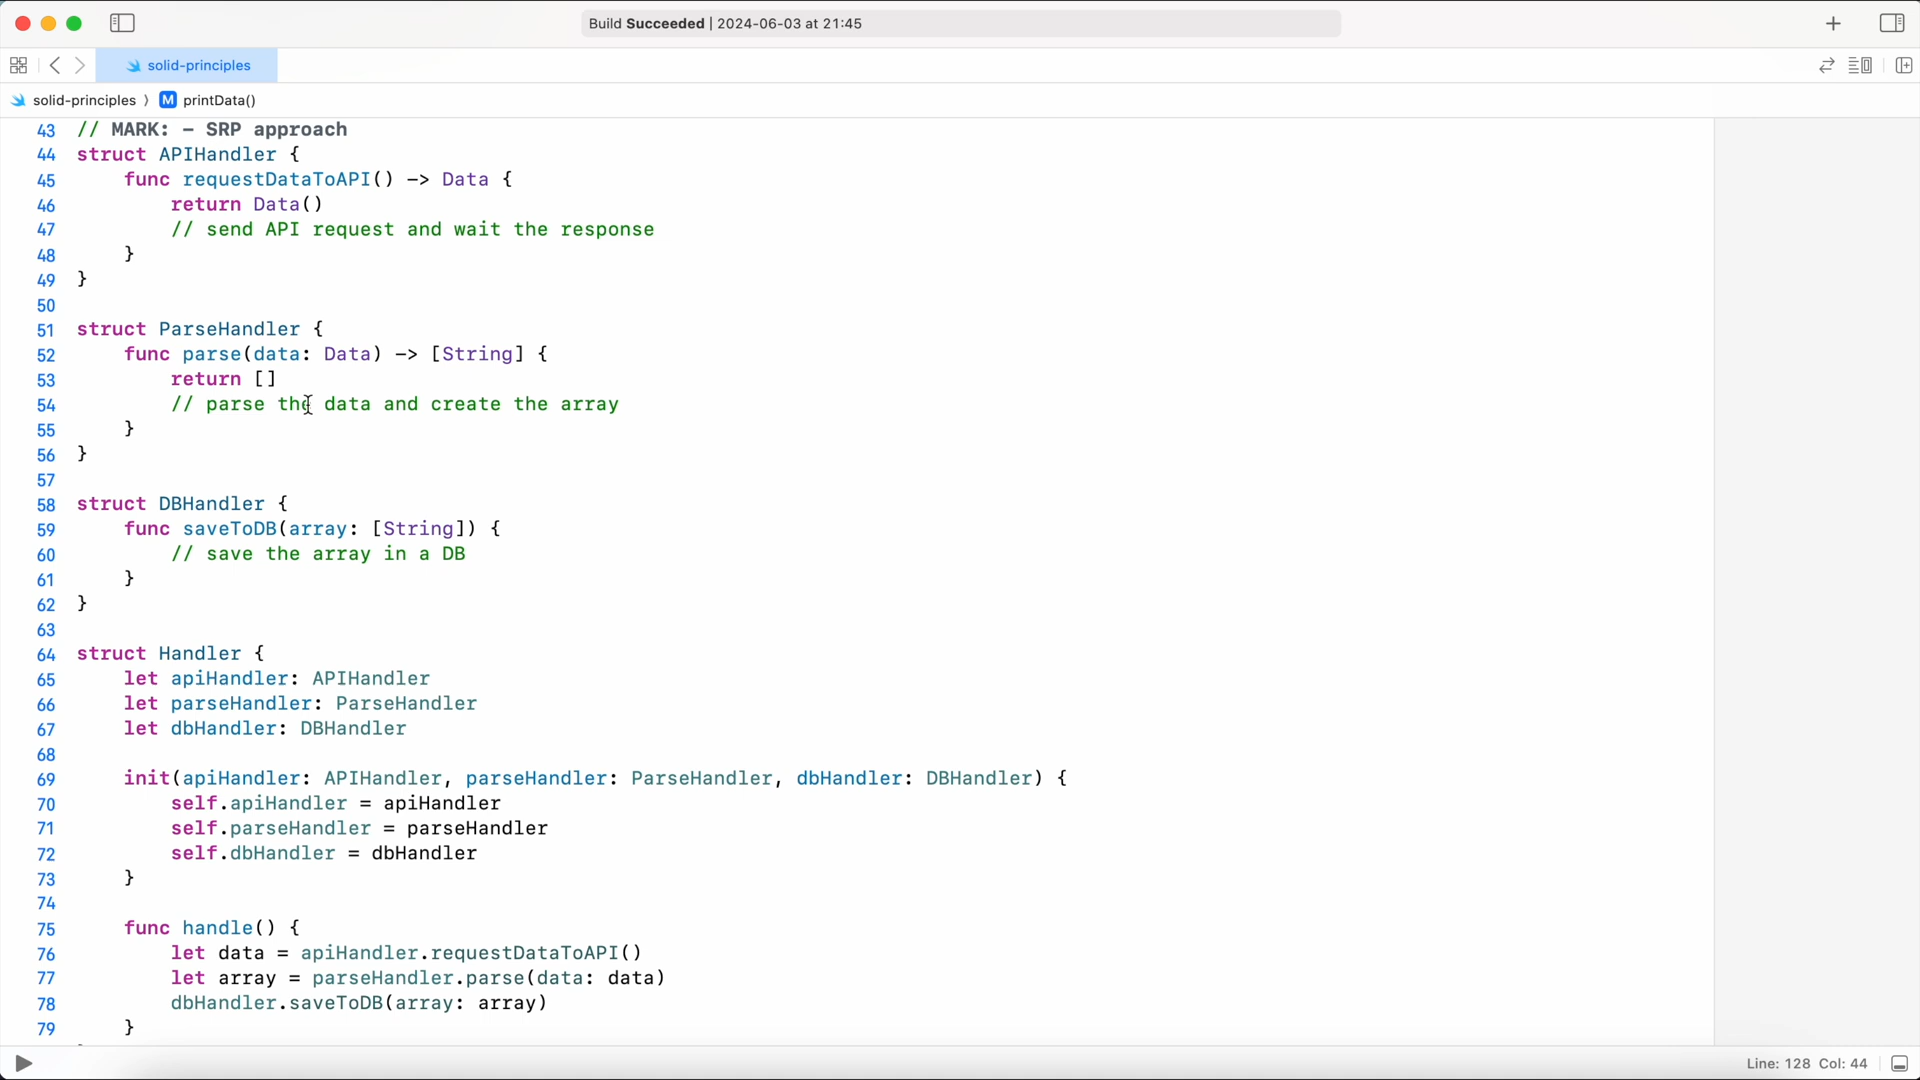 Build Succeeded | 2024-06-03 at 21:45
solid-principles
solid-principles ⟩ M printData()
43 // MARK: - SRP approach
44 struct APIHandler {
45     func requestDataToAPI() -> Data {
46         return Data()
47         // send API request and wait the response
48     }
49 }
50
51 struct ParseHandler {
52     func parse(data: Data) -> [String] {
53         return []
54         // parse the data and create the array
55     }
56 }
57
58 struct DBHandler {
59     func saveToDB(array: [String]) {
60         // save the array in a DB
61     }
62 }
63
64 struct Handler {
65     let apiHandler: APIHandler
66     let parseHandler: ParseHandler
67     let dbHandler: DBHandler
68
69     init(apiHandler: APIHandler, parseHandler: ParseHandler, dbHandler: DBHandler) {
70         self.apiHandler = apiHandler
71         self.parseHandler = parseHandler
72         self.dbHandler = dbHandler
73     }
74
75     func handle() {
76         let data = apiHandler.requestDataToAPI()
77         let array = parseHandler.parse(data: data)
78         dbHandler.saveToDB(array: array)
79     }
Line: 128 Col: 44